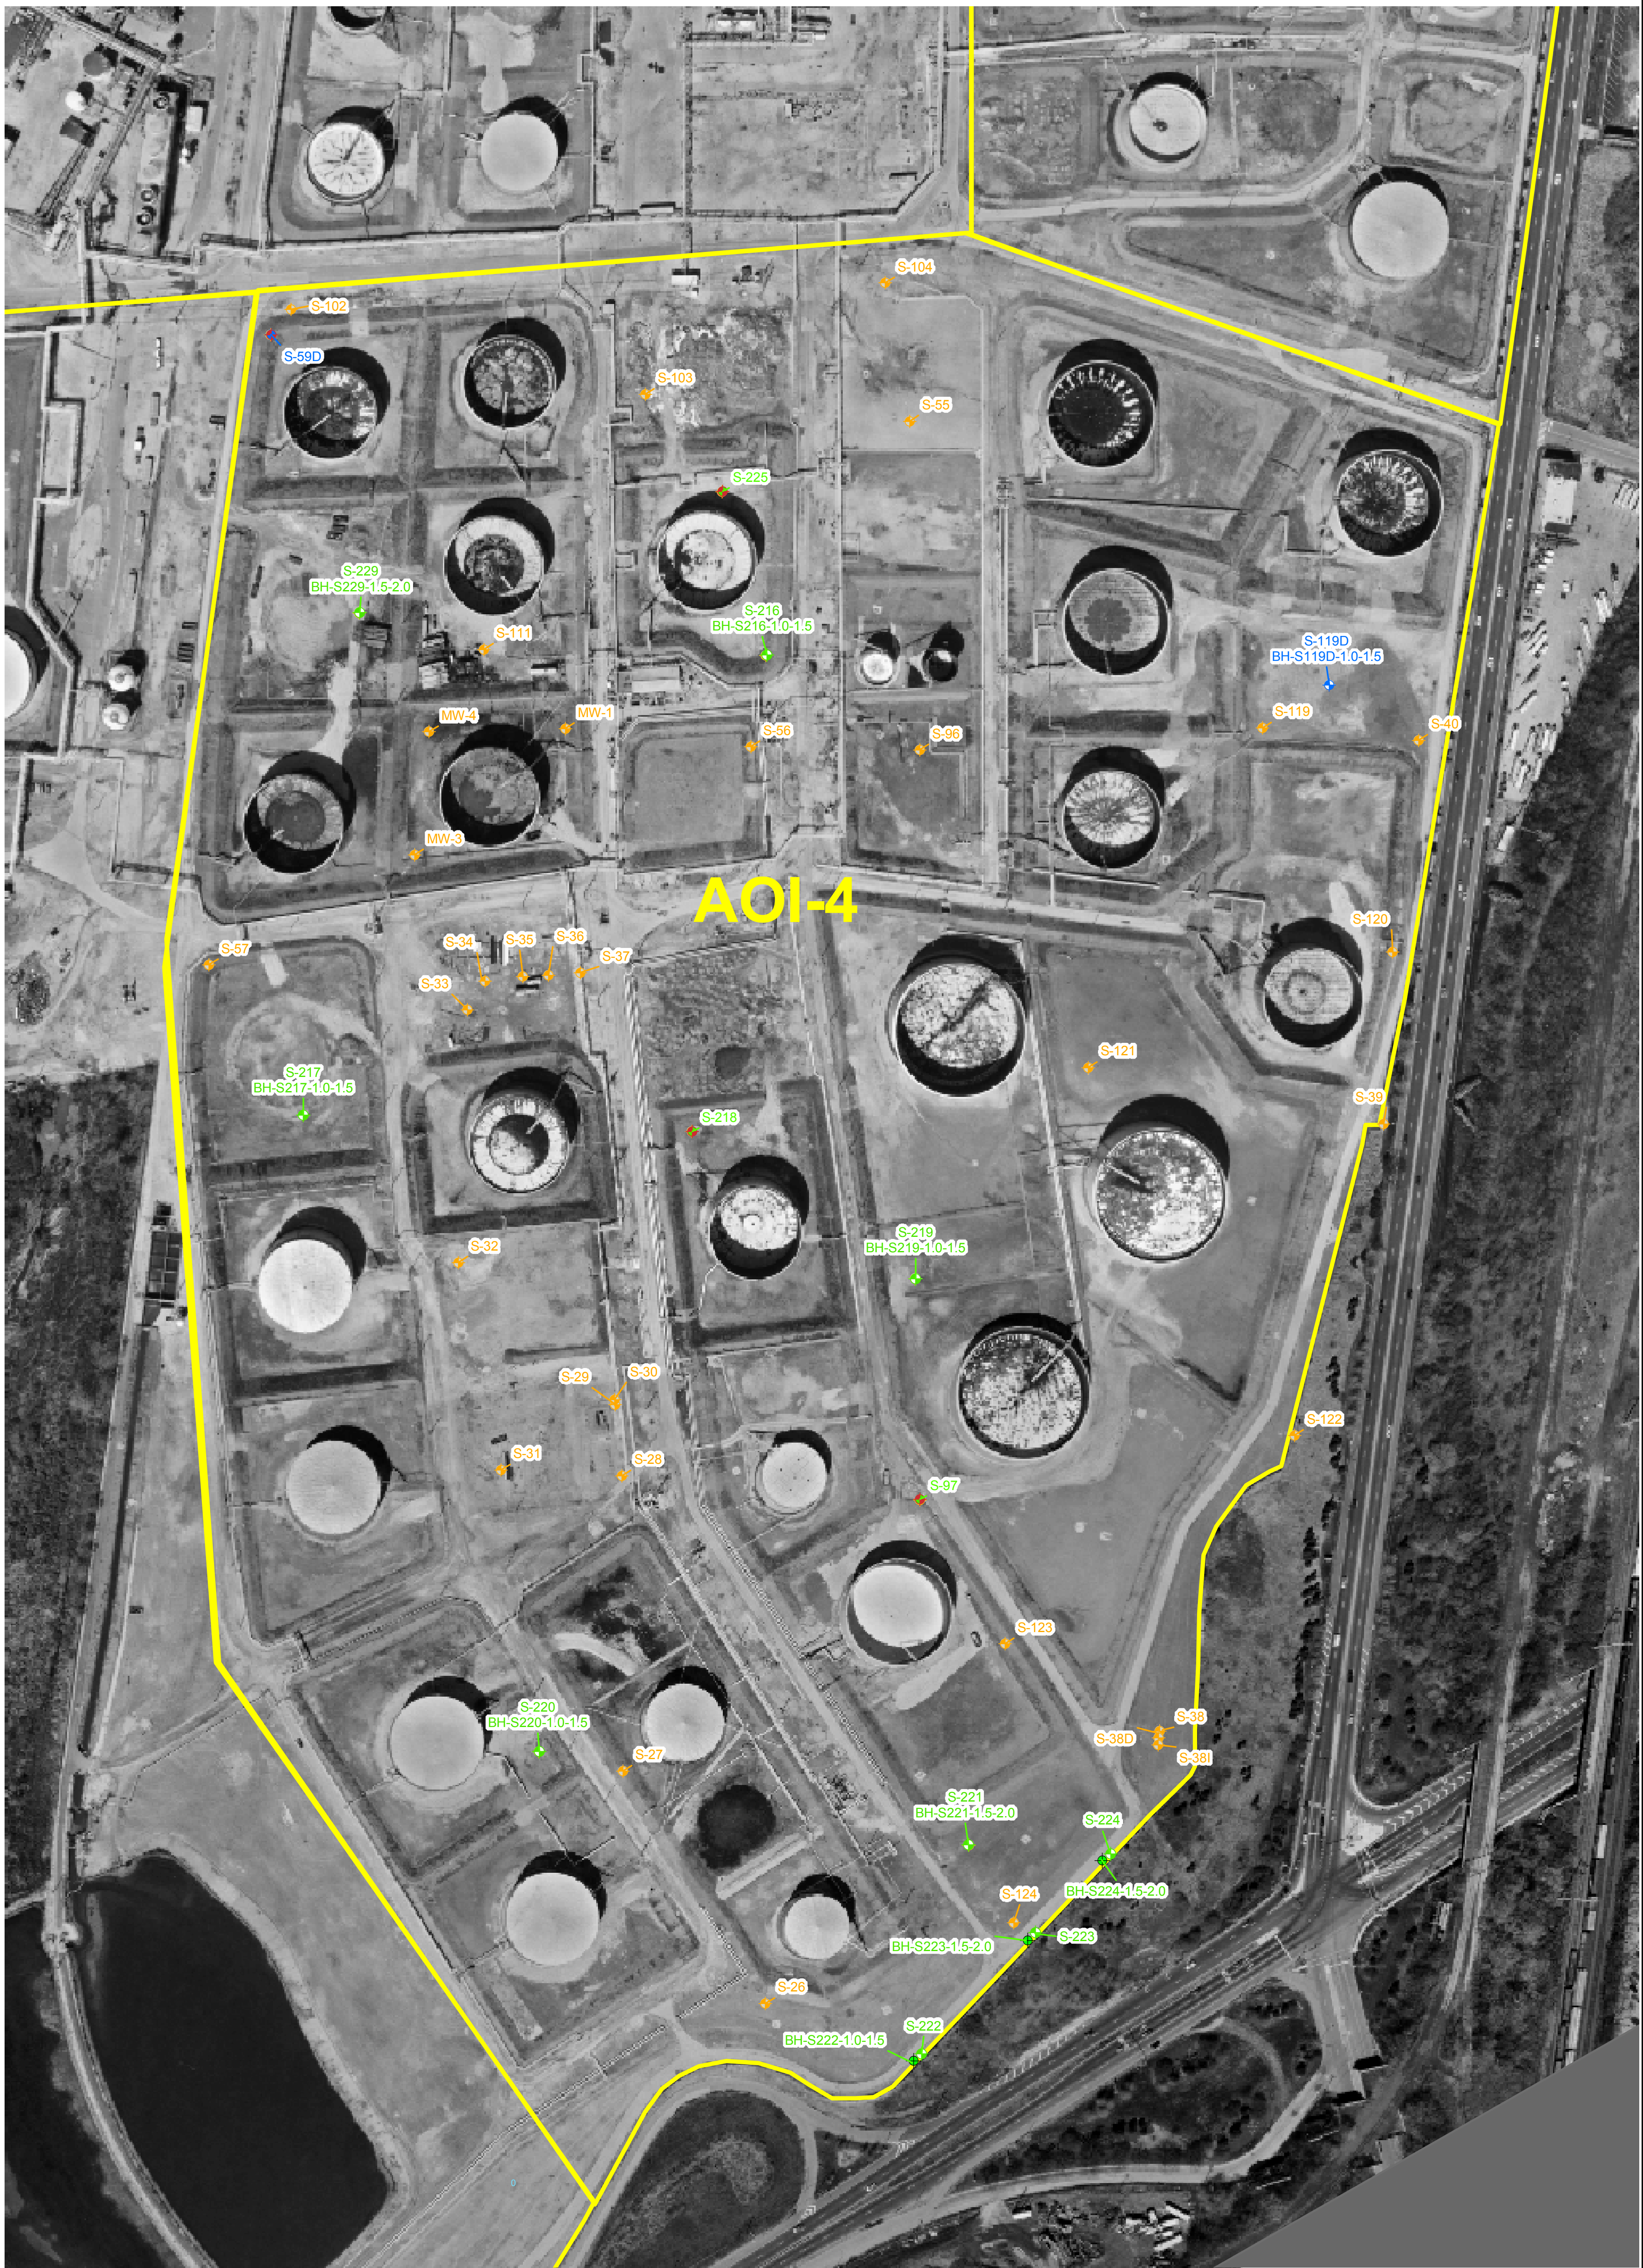 S-104
S-102
S-59D
S-103
S-55
S-225
S-229
BH-S229-1.5-2.0
S-216
BH-S216-1.0-1.5
S-111
S-119D
BH-S119D-1.0-1.5
MW-4
MW-1
S-56
S-96
S-119
S-40
MW-3
AOI-4
S-120
S-57
S-34
S-35
S-36
S-37
S-33
S-121
S-217
BH-S217-1.0-1.5
S-39
S-218
S-219
BH-S219-1.0-1.5
S-32
S-29
S-30
S-122
S-31
S-28
S-97
S-123
S-220
BH-S220-1.0-1.5
S-38
S-38D
S-38I
S-27
S-221
BH-S221-1.5-2.0
S-224
BH-S224-1.5-2.0
S-124
S-223
BH-S223-1.5-2.0
S-26
S-222
BH-S222-1.0-1.5